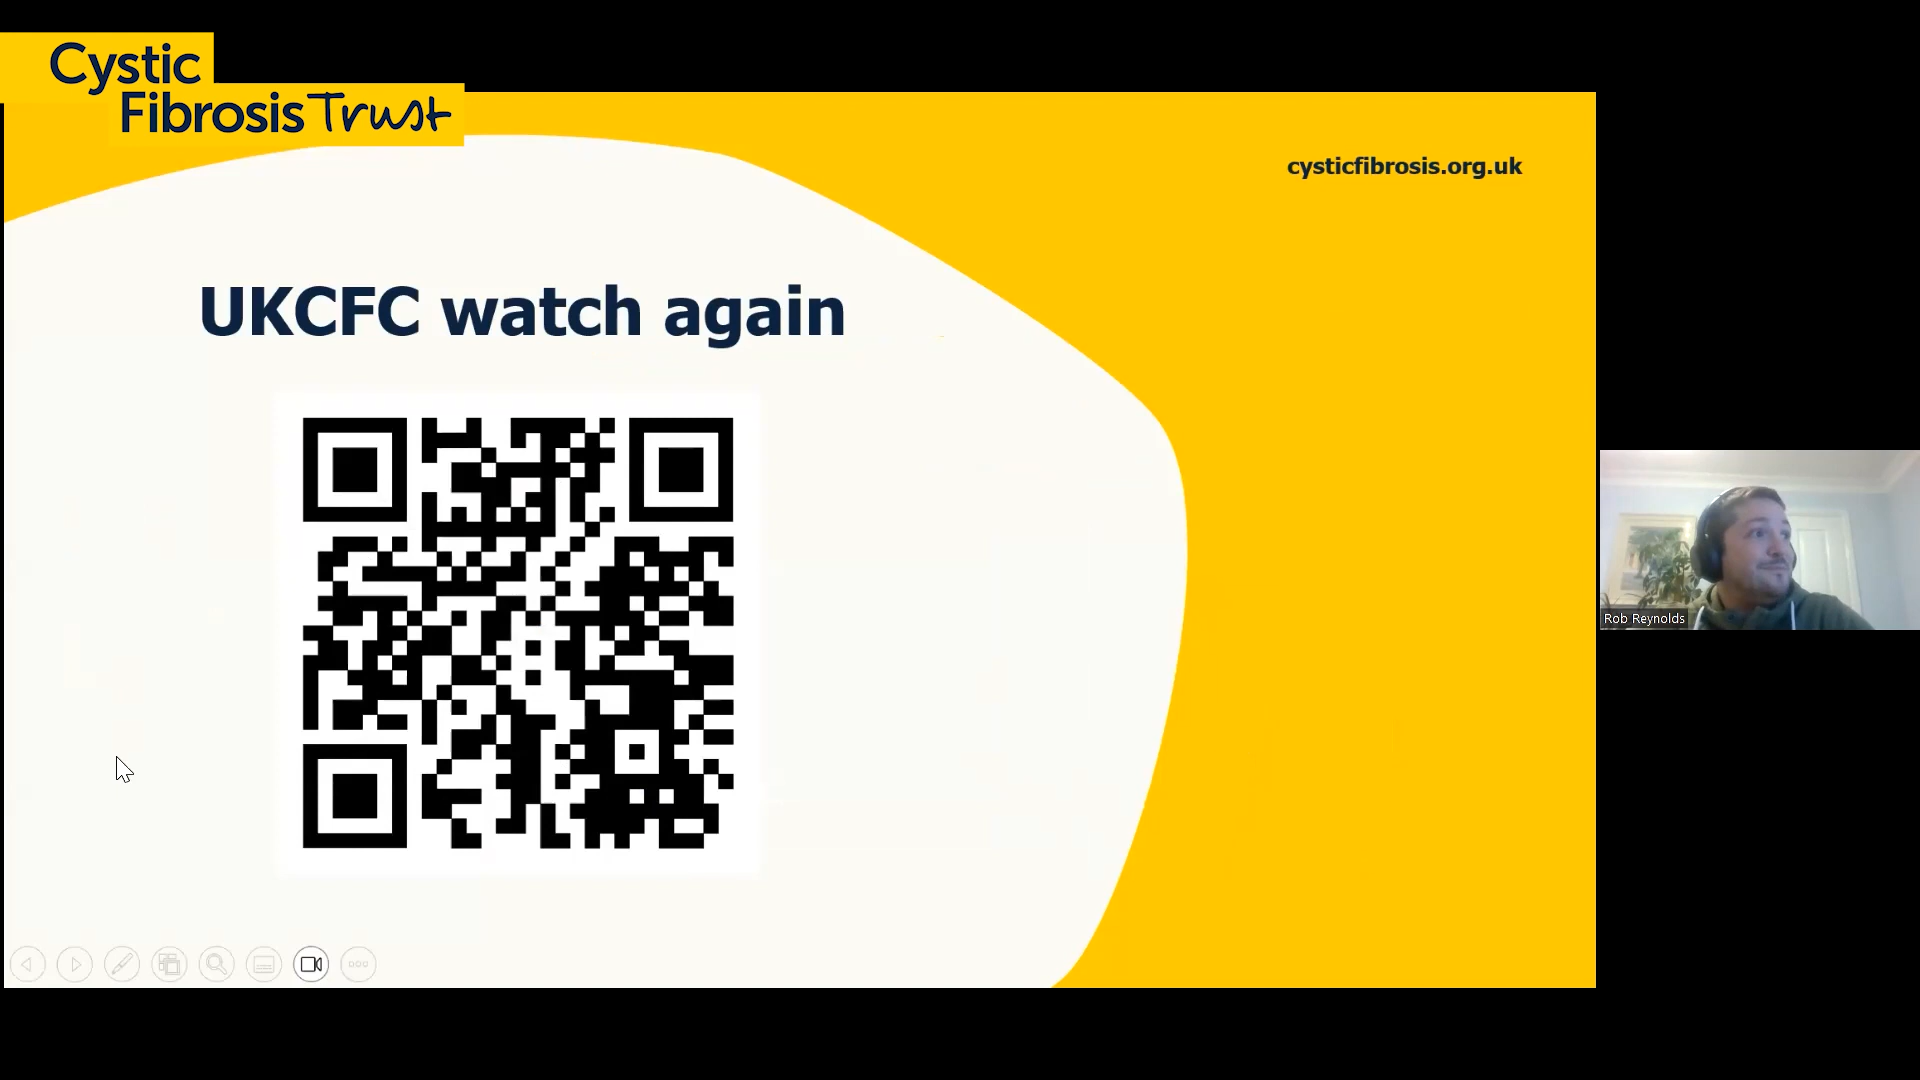 Cystic
Fibrosis Trust
cysticfibrosis.org.uk
UKCFC watch again
Rob Reynolds